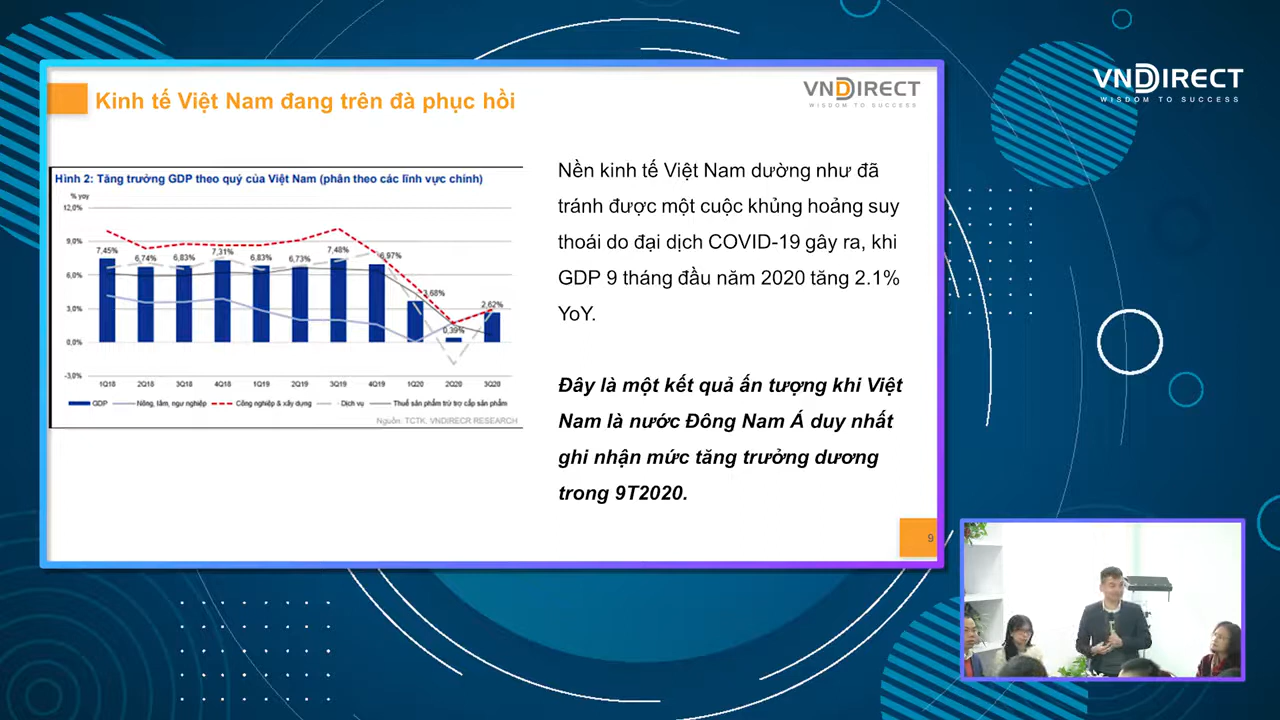 VNDIRECT
WISDOM TO SUCCESS
Kinh tế Việt Nam đang trên đà phục hồi
VNDIRECT
WISDOM TO SUCCESS
Hình 2: Tăng trưởng GDP theo quý của Việt Nam (phân theo các lĩnh vực chính)
% yoy
12,0%
9,0%
6,0%
3,0%
0,0%
-3,0%
7,45%
6,74%
6,83%
7,31%
6,83%
6,73%
7,48%
6,97%
3,68%
0,39%
2,62%
1Q18 2Q18 3Q18 4Q18 1Q19 2Q19 3Q19 4Q19 1Q20 2Q20 3Q20
GDP Nông, lâm, ngư nghiệp Công nghiệp & xây dựng Dịch vụ Thuế sản phẩm trừ trợ cấp sản phẩm
Nguồn: TCTK, VNDIRECR RESEARCH
Nền kinh tế Việt Nam dường như đã
tránh được một cuộc khủng hoảng suy
thoái do đại dịch COVID-19 gây ra, khi
GDP 9 tháng đầu năm 2020 tăng 2.1%
YoY.
Đây là một kết quả ấn tượng khi Việt
Nam là nước Đông Nam Á duy nhất
ghi nhận mức tăng trưởng dương
trong 9T2020.
9